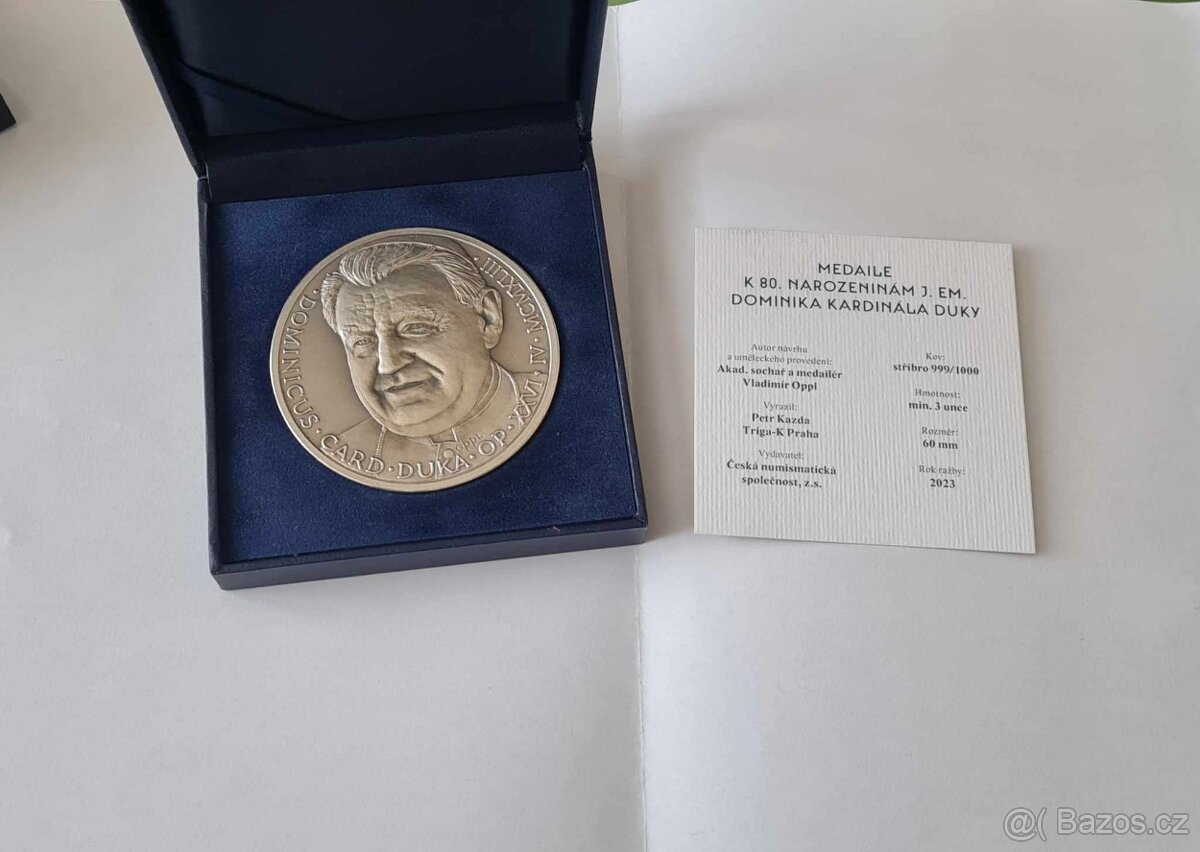 · DOMINICUS · CARD · DUKA · OP · XXVI · IV · MCMXLIII ·
OPPL
MEDAILE
K 80. NAROZENINÁM J. EM.
DOMINIKA KARDINÁLA DUKY
Autor návrhu
a uměleckého provedení:
Akad. sochař a medailér
Vladimír Oppl
Vyrazil:
Petr Kazda
Triga-K Praha
Vydavatel:
Česká numismatická
společnost, z.s.
Kov:
stříbro 999/1000
Hmotnost:
min. 3 unce
Rozměr:
60 mm
Rok ražby:
2023
@( Bazos.cz